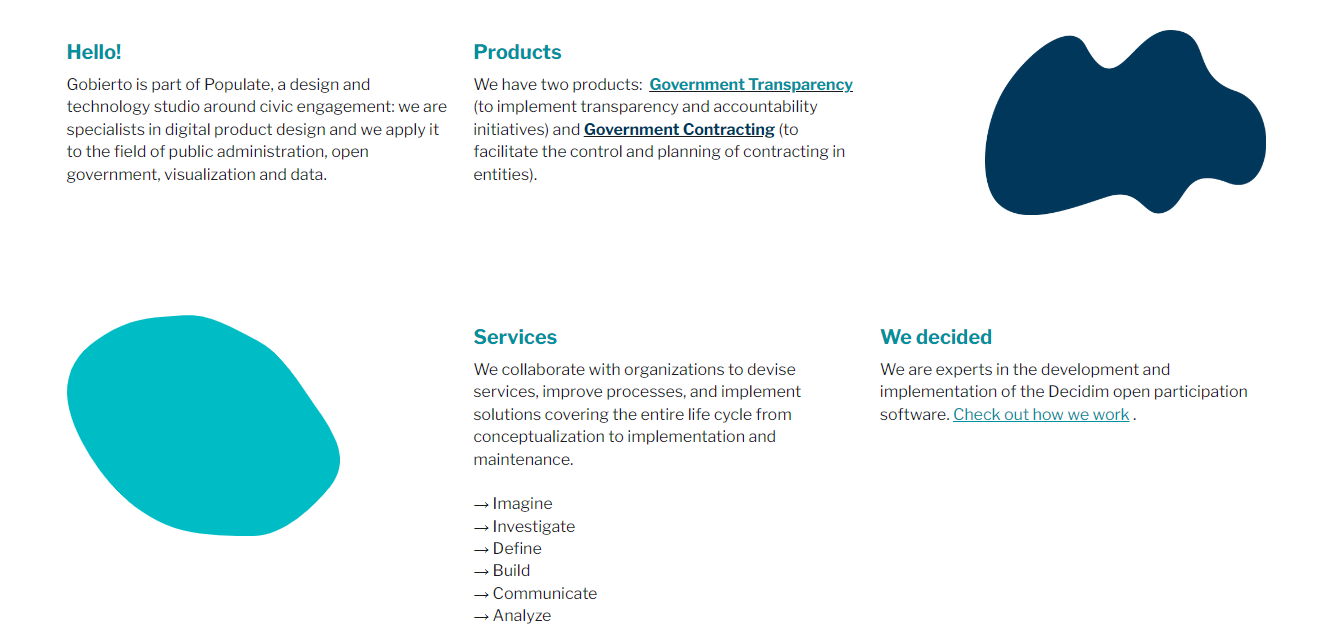 Hello!
Gobierto is part of Populate, a design and
technology studio around civic engagement: we are
specialists in digital product design and we apply it
to the field of public administration, open
government, visualization and data.
Products
We have two products: Government Transparency
(to implement transparency and accountability
initiatives) and Government Contracting (to
facilitate the control and planning of contracting in
entities).
Services
We collaborate with organizations to devise
services, improve processes, and implement
solutions covering the entire life cycle from
conceptualization to implementation and
maintenance.
→ Imagine
→ Investigate
→ Define
→ Build
→ Communicate
→ Analyze
We decided
We are experts in the development and
implementation of the Decidim open participation
software. Check out how we work .